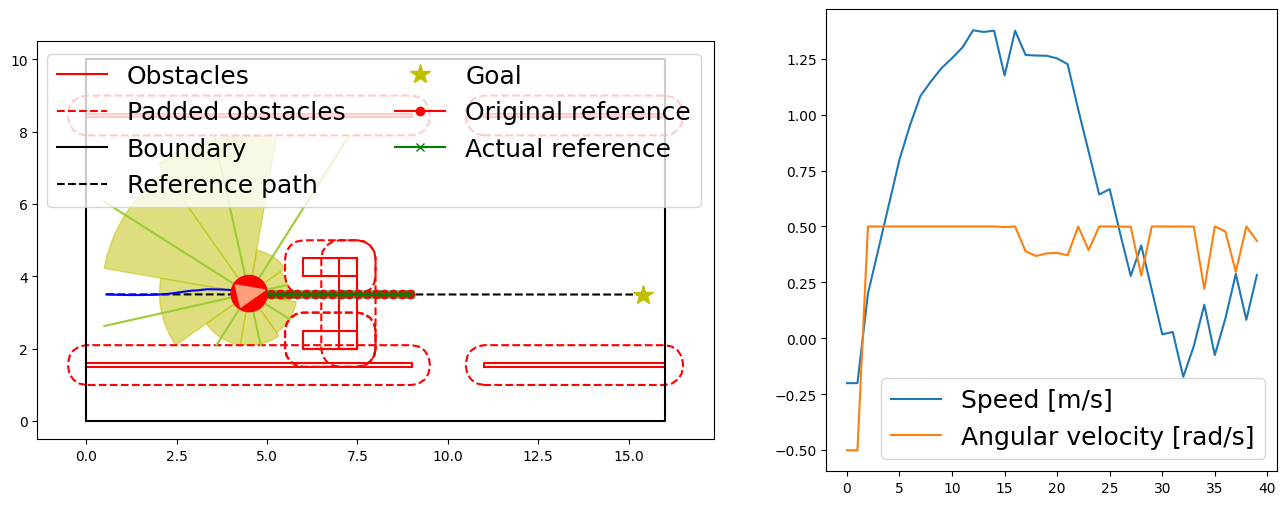 Obstacles
Padded obstacles
Boundary
Reference path
Goal
Original reference
Actual reference
10
8
6
4
2
0
0.0 2.5 5.0 7.5 10.0 12.5 15.0
1.25
1.00
0.75
0.50
0.25
0.00
−0.25
−0.50
Speed [m/s]
Angular velocity [rad/s]
0 5 10 15 20 25 30 35 40